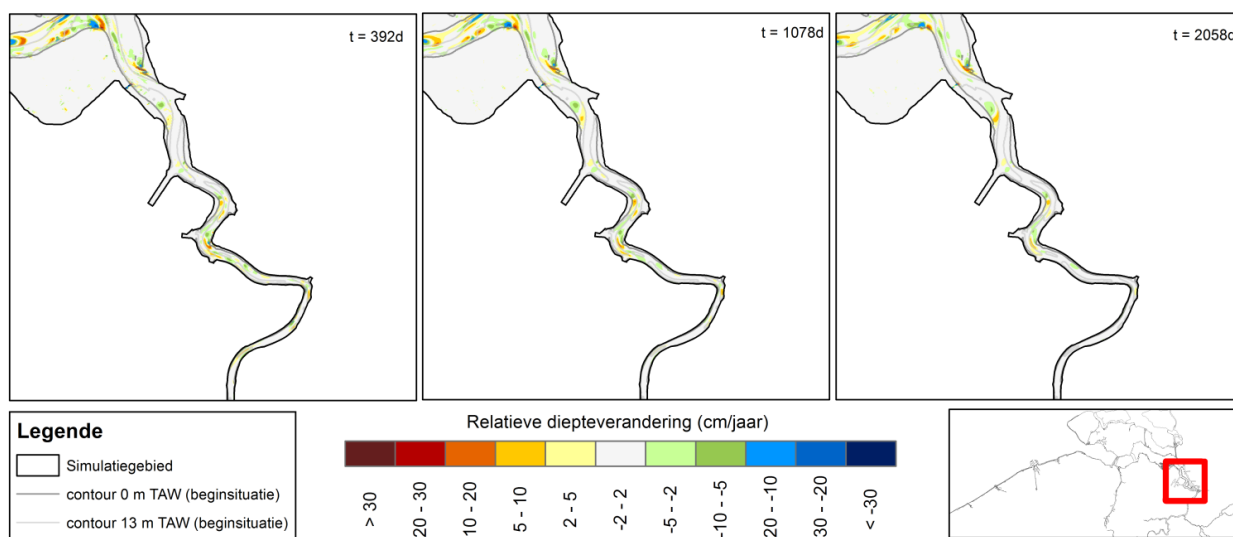 t = 392d
t = 1078d
t = 2058d
Legende
Simulatiegebied
contour 0 m TAW (beginsituatie)
contour 13 m TAW (beginsituatie)
Relatieve diepteverandering (cm/jaar)
> 30
20 - 30
10 - 20
5 - 10
2 - 5
-2 - 2
-5 - -2
-10 - -5
20 - -10
30 - -20
< -30